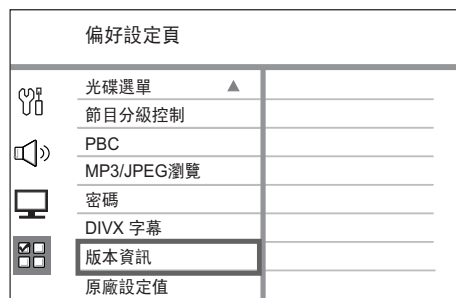 偏好設定頁
光碟選單
節目分級控制
PBC
MP3/JPEG瀏覽
密碼
DIVX 字幕
版本資訊
原廠設定值